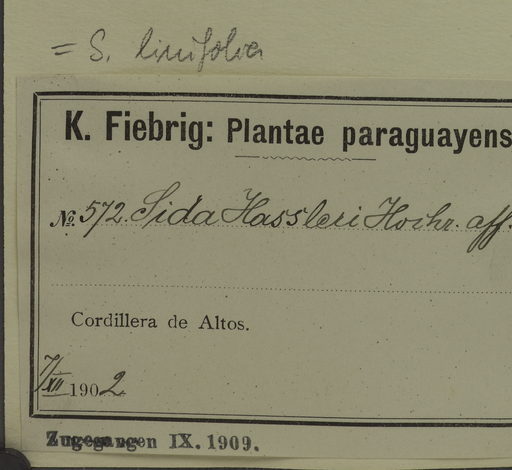 = S. linifolia
K. Fiebrig: Plantae paraguayens
No. 572. Sida Hassleri Hochr. aff.
Cordillera de Altos.
7/XII 1902
Zugegangen IX. 1909.